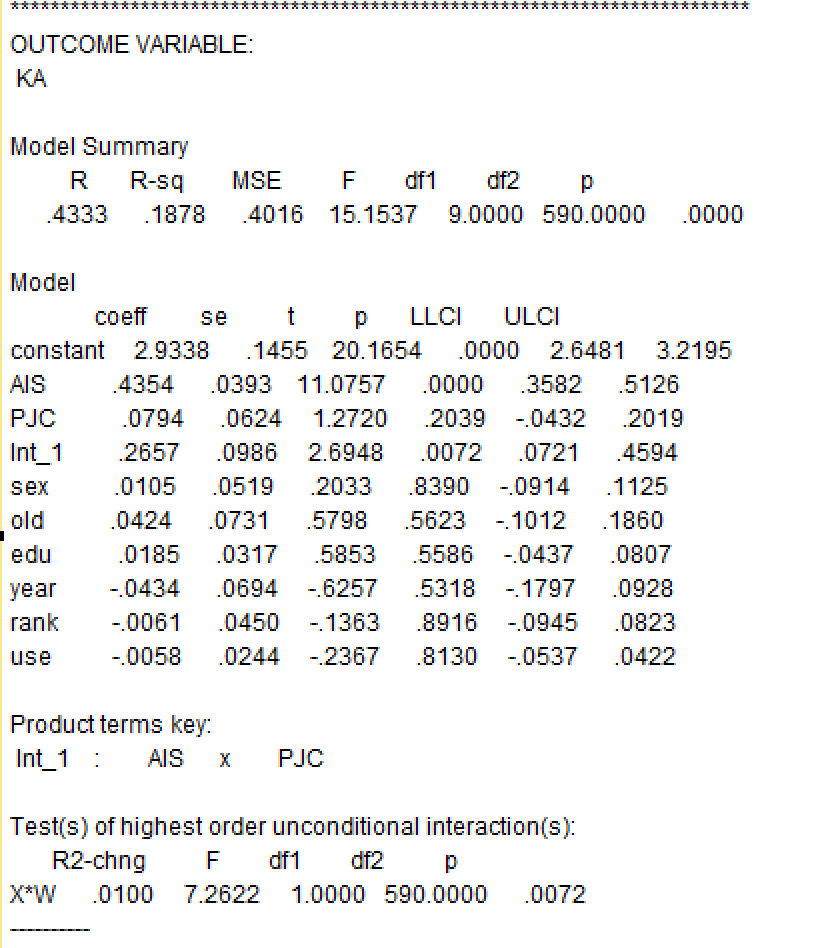 **************************************************************************
OUTCOME VARIABLE:
KA
Model Summary
R R-sq MSE F df1 df2 p
.4333 .1878 .4016 15.1537 9.0000 590.0000 .0000
Model
coeff se t p LLCI ULCI
constant 2.9338 .1455 20.1654 .0000 2.6481 3.2195
AIS .4354 .0393 11.0757 .0000 .3582 .5126
PJC .0794 .0624 1.2720 .2039 -.0432 .2019
Int_1 .2657 .0986 2.6948 .0072 .0721 .4594
sex .0105 .0519 .2033 .8390 -.0914 .1125
old .0424 .0731 .5798 .5623 -.1012 .1860
edu .0185 .0317 .5853 .5586 -.0437 .0807
year -.0434 .0694 -.6257 .5318 -.1797 .0928
rank -.0061 .0450 -.1363 .8916 -.0945 .0823
use -.0058 .0244 -.2367 .8130 -.0537 .0422
Product terms key:
Int_1 : AIS x PJC
Test(s) of highest order unconditional interaction(s):
R2-chng F df1 df2 p
X*W .0100 7.2622 1.0000 590.0000 .0072
----------